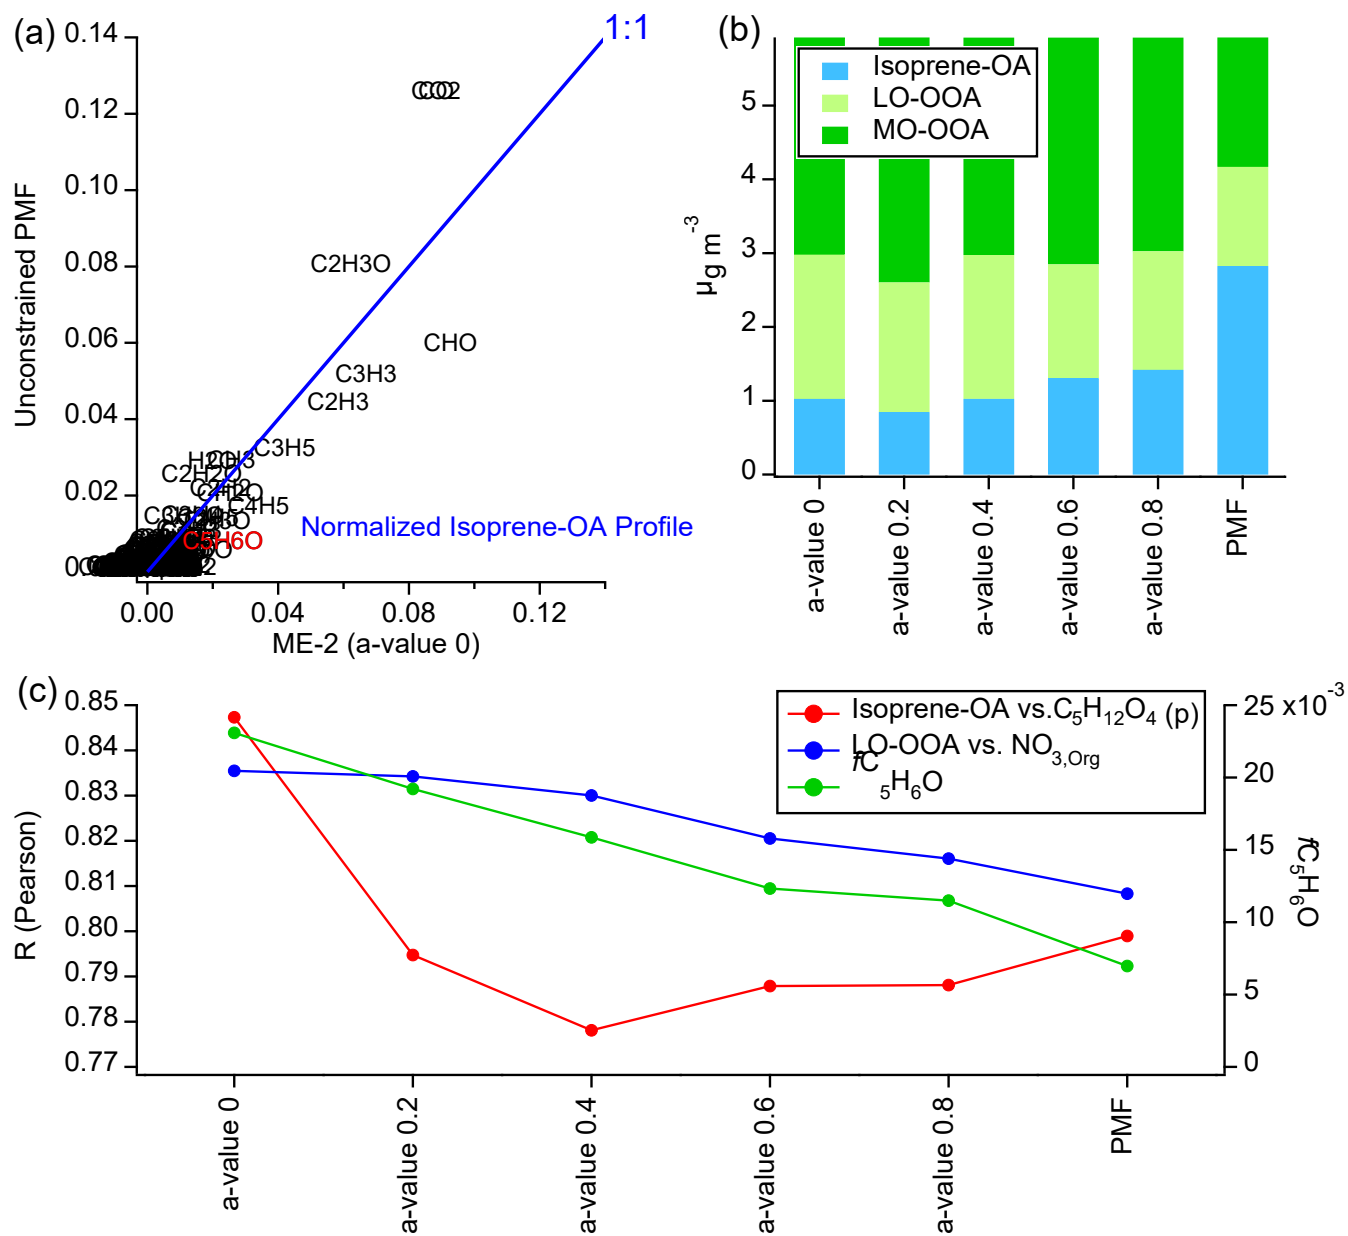 (a)
0.14
0.12
0.10
0.08
0.06
0.04
0.02
Unconstrained PMF
1:1
C2H3O
CHO
C3H3
C2H3
C3H5
C2H2O
C4H5
C5H6O
Normalized Isoprene-OA Profile
0.00 0.04 0.08 0.12
ME-2 (a-value 0)
(b)
Isoprene-OA
LO-OOA
MO-OOA
5
4
3
2
1
0
µg m-3
a-value 0
a-value 0.2
a-value 0.4
a-value 0.6
a-value 0.8
PMF
(c)
0.85
0.84
0.83
0.82
0.81
0.80
0.79
0.78
0.77
R (Pearson)
Isoprene-OA vs.C5H12O4 (p)
LO-OOA vs. NO3,Org
fC
5H6O
25 x10-3
20
15
10
5
0
fC5H6O
a-value 0
a-value 0.2
a-value 0.4
a-value 0.6
a-value 0.8
PMF